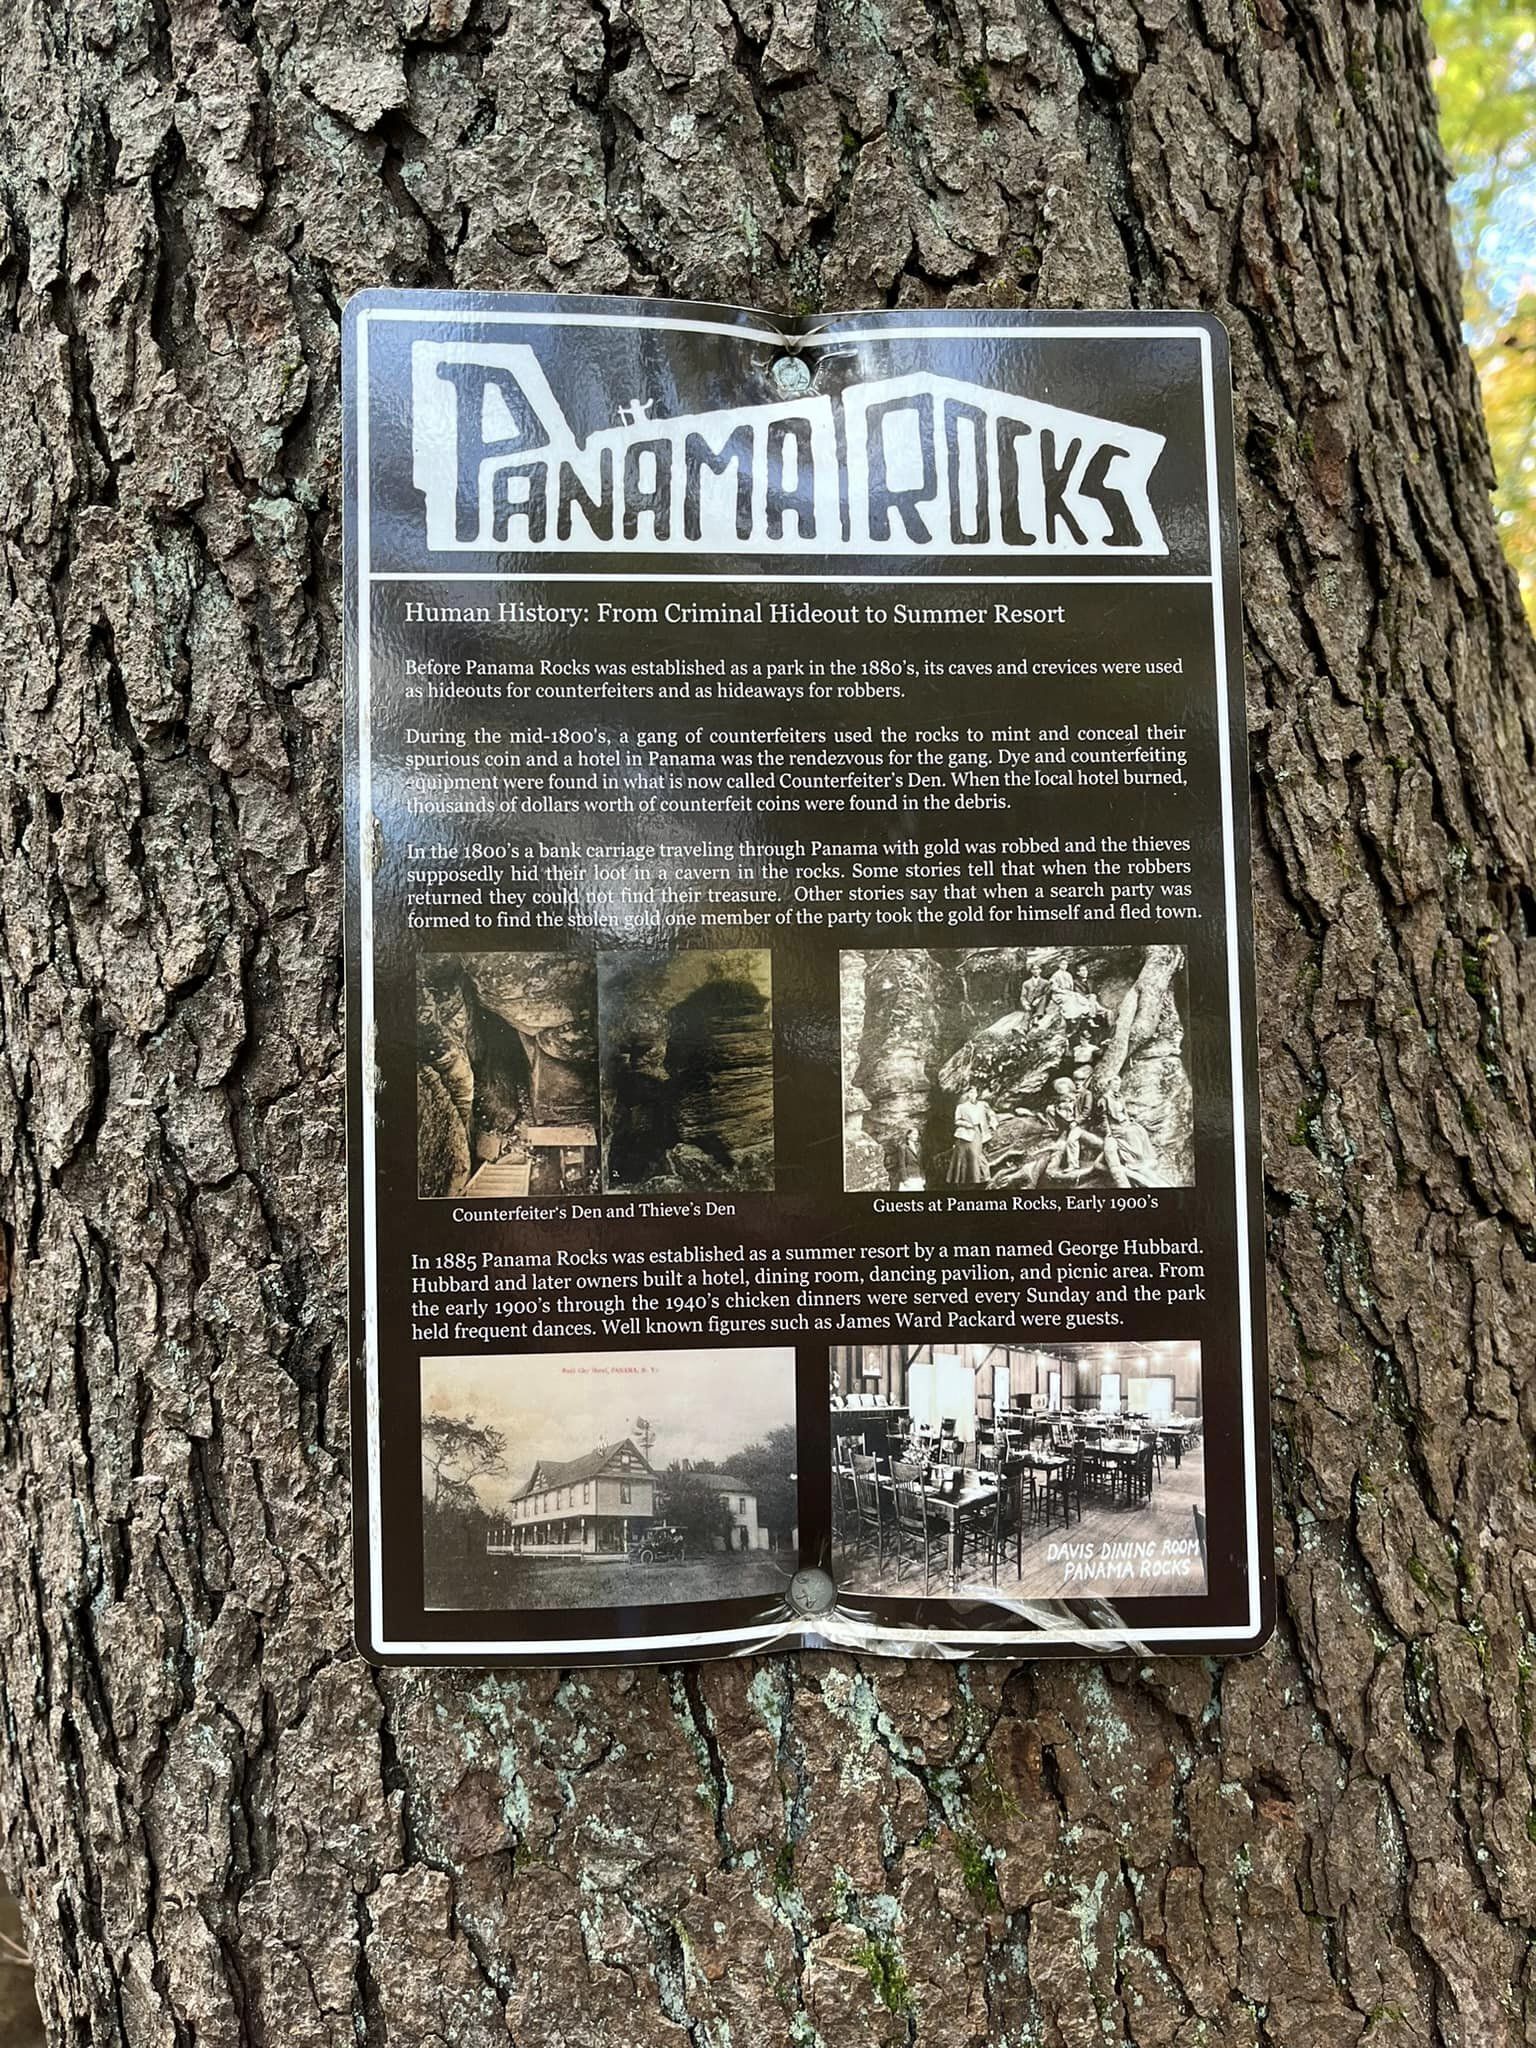 PANAMA ROCKS
Human History: From Criminal Hideout to Summer Resort
Before Panama Rocks was established as a park in the 1880's, its caves and crevices were used
as hideouts for counterfeiters and as hideaways for robbers.
During the mid-1800's, a gang of counterfeiters used the rocks to mint and conceal their
spurious coin and a hotel in Panama was the rendezvous for the gang. Dye and counterfeiting
equipment were found in what is now called Counterfeiter's Den. When the local hotel burned,
thousands of dollars worth of counterfeit coins were found in the debris.
In the 1800's a bank carriage traveling through Panama with gold was robbed and the thieves
supposedly hid their loot in a cavern in the rocks. Some stories tell that when the robbers
returned they could not find their treasure. Other stories say that when a search party was
formed to find the stolen gold one member of the party took the gold for himself and fled town.
Counterfeiter's Den and Thieve's Den
Guests at Panama Rocks, Early 1900's
In 1885 Panama Rocks was established as a summer resort by a man named George Hubbard.
Hubbard and later owners built a hotel, dining room, dancing pavilion, and picnic area. From
the early 1900's through the 1940's chicken dinners were served every Sunday and the park
held frequent dances. Well known figures such as James Ward Packard were guests.
Hotel, PANAMA, N. Y.
DAVIS DINING ROOM
PANAMA ROCKS